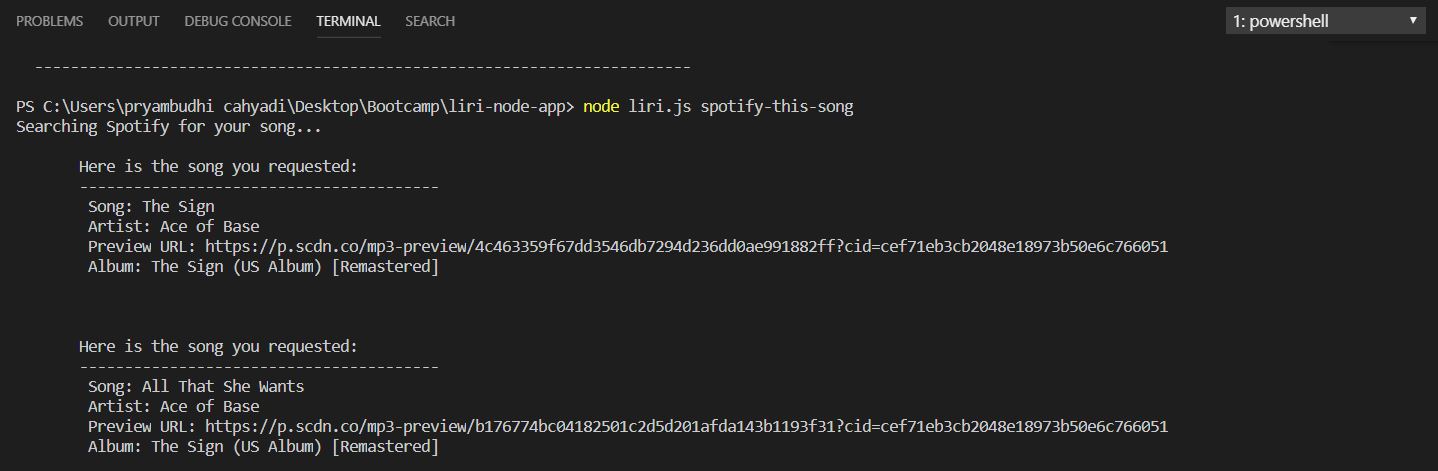 PROBLEMS OUTPUT DEBUG CONSOLE TERMINAL SEARCH 1: powershell
-------------------------------------------------------------------------
PS C:\Users\pryambudhi cahyadi\Desktop\Bootcamp\liri-node-app> node liri.js spotify-this-song
Searching Spotify for your song...
Here is the song you requested:
----------------------------------------
Song: The Sign
Artist: Ace of Base
Preview URL: https://p.scdn.co/mp3-preview/4c463359f67dd3546db7294d236dd0ae991882ff?cid=cef71eb3cb2048e18973b50e6c766051
Album: The Sign (US Album) [Remastered]
Here is the song you requested:
----------------------------------------
Song: All That She Wants
Artist: Ace of Base
Preview URL: https://p.scdn.co/mp3-preview/b176774bc04182501c2d5d201afda143b1193f31?cid=cef71eb3cb2048e18973b50e6c766051
Album: The Sign (US Album) [Remastered]